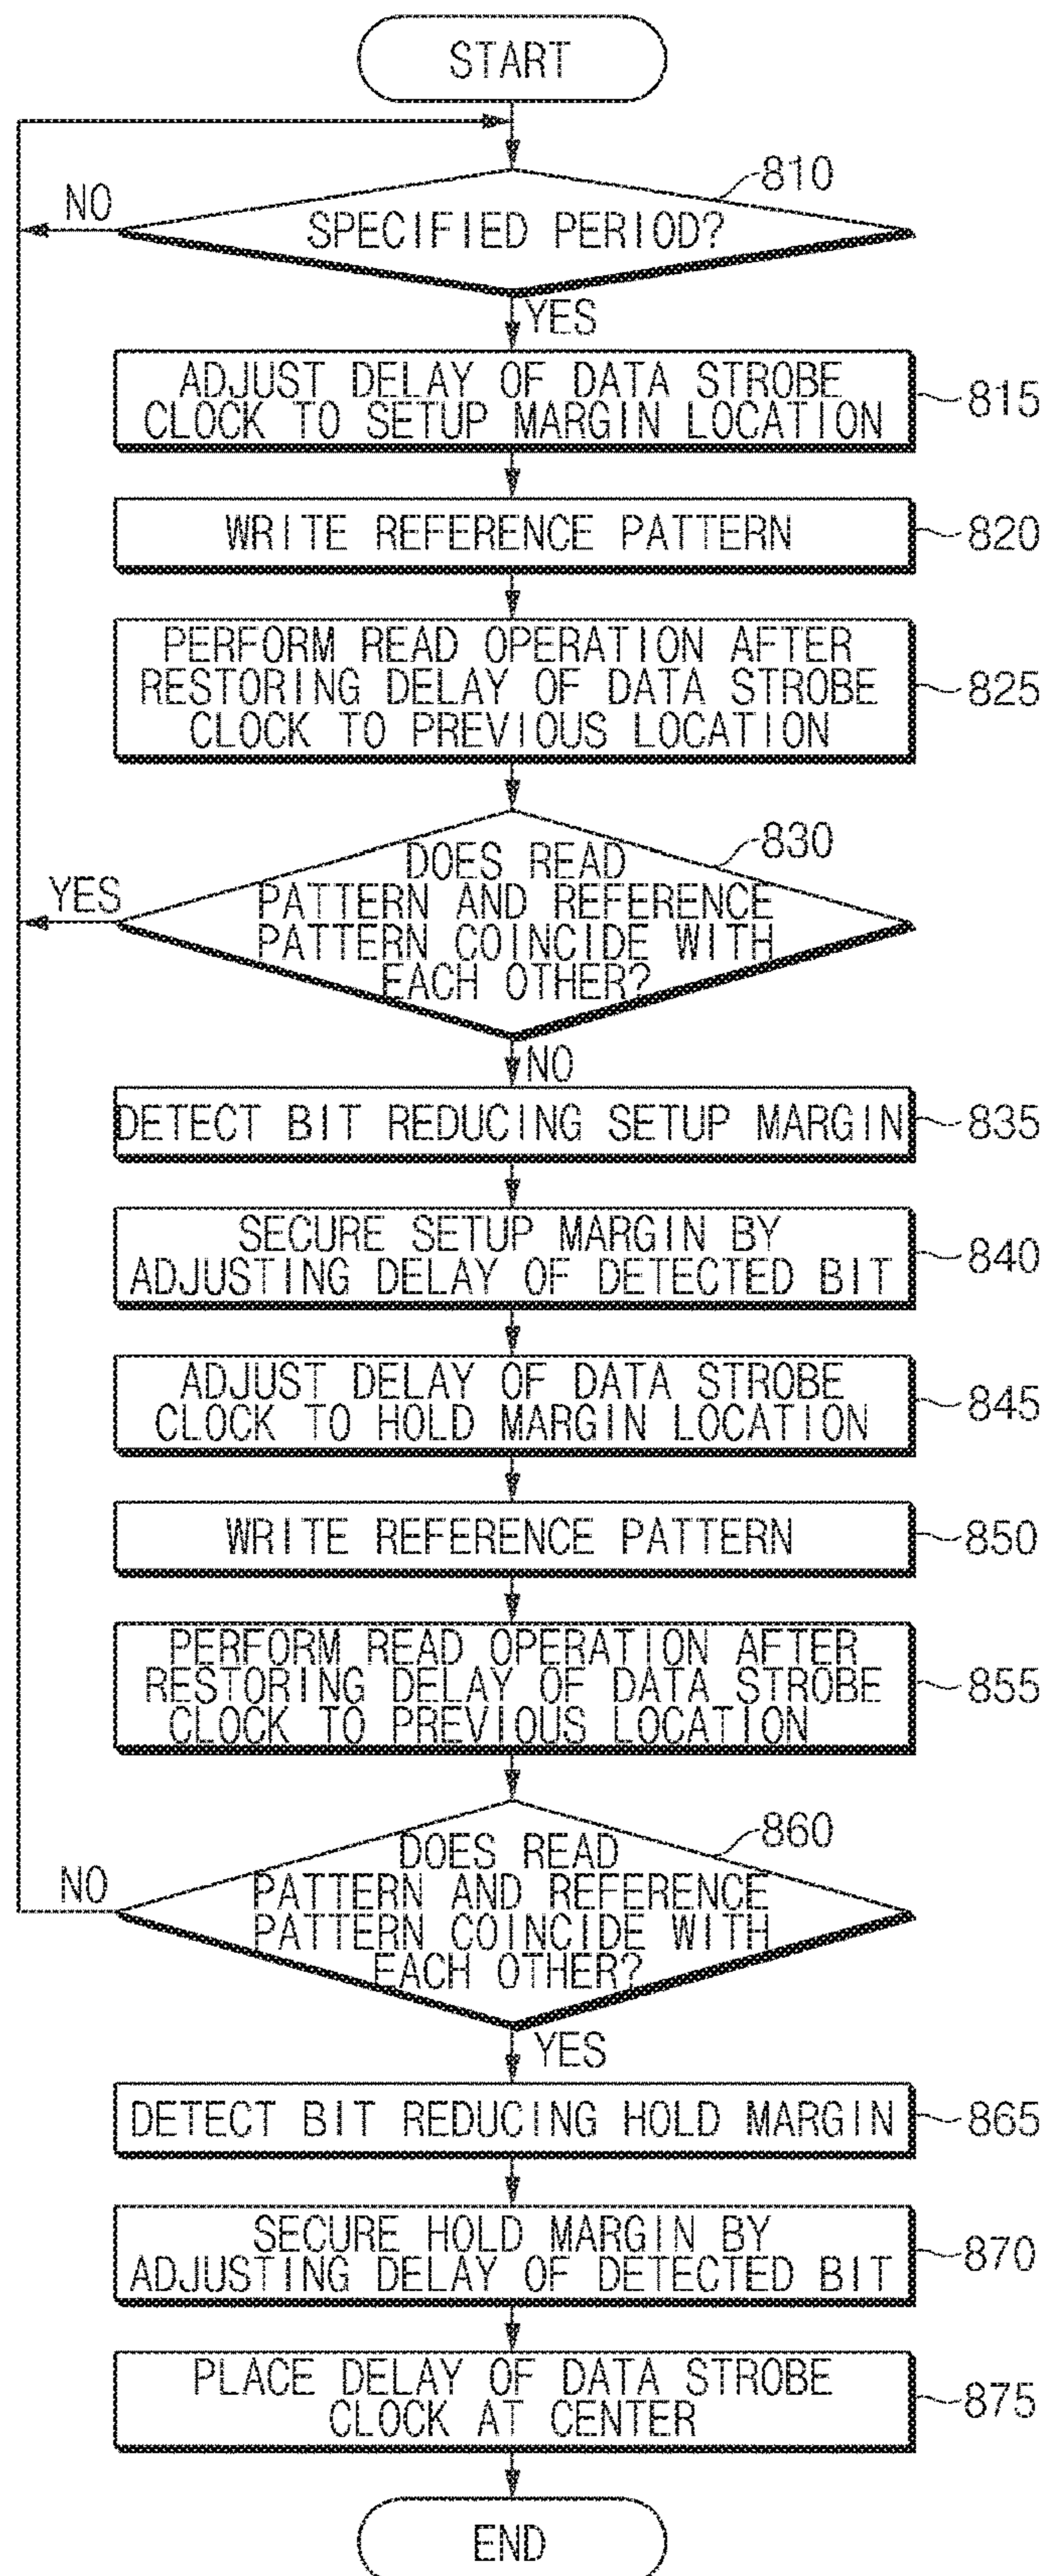 START
810
NO
SPECIFIED PERIOD?
YES
ADJUST DELAY OF DATA STROBE
CLOCK TO SETUP MARGIN LOCATION
815
WRITE REFERENCE PATTERN
820
PERFORM READ OPERATION AFTER
RESTORING DELAY OF DATA STROBE
CLOCK TO PREVIOUS LOCATION
825
830
DOES READ
PATTERN AND REFERENCE
PATTERN COINCIDE WITH
EACH OTHER?
YES
NO
DETECT BIT REDUCING SETUP MARGIN
835
SECURE SETUP MARGIN BY
ADJUSTING DELAY OF DETECTED BIT
840
ADJUST DELAY OF DATA STROBE
CLOCK TO HOLD MARGIN LOCATION
845
WRITE REFERENCE PATTERN
850
PERFORM READ OPERATION AFTER
RESTORING DELAY OF DATA STROBE
CLOCK TO PREVIOUS LOCATION
855
860
DOES READ
PATTERN AND REFERENCE
PATTERN COINCIDE WITH
EACH OTHER?
NO
YES
DETECT BIT REDUCING HOLD MARGIN
865
SECURE HOLD MARGIN BY
ADJUSTING DELAY OF DETECTED BIT
870
PLACE DELAY OF DATA STROBE
CLOCK AT CENTER
875
END